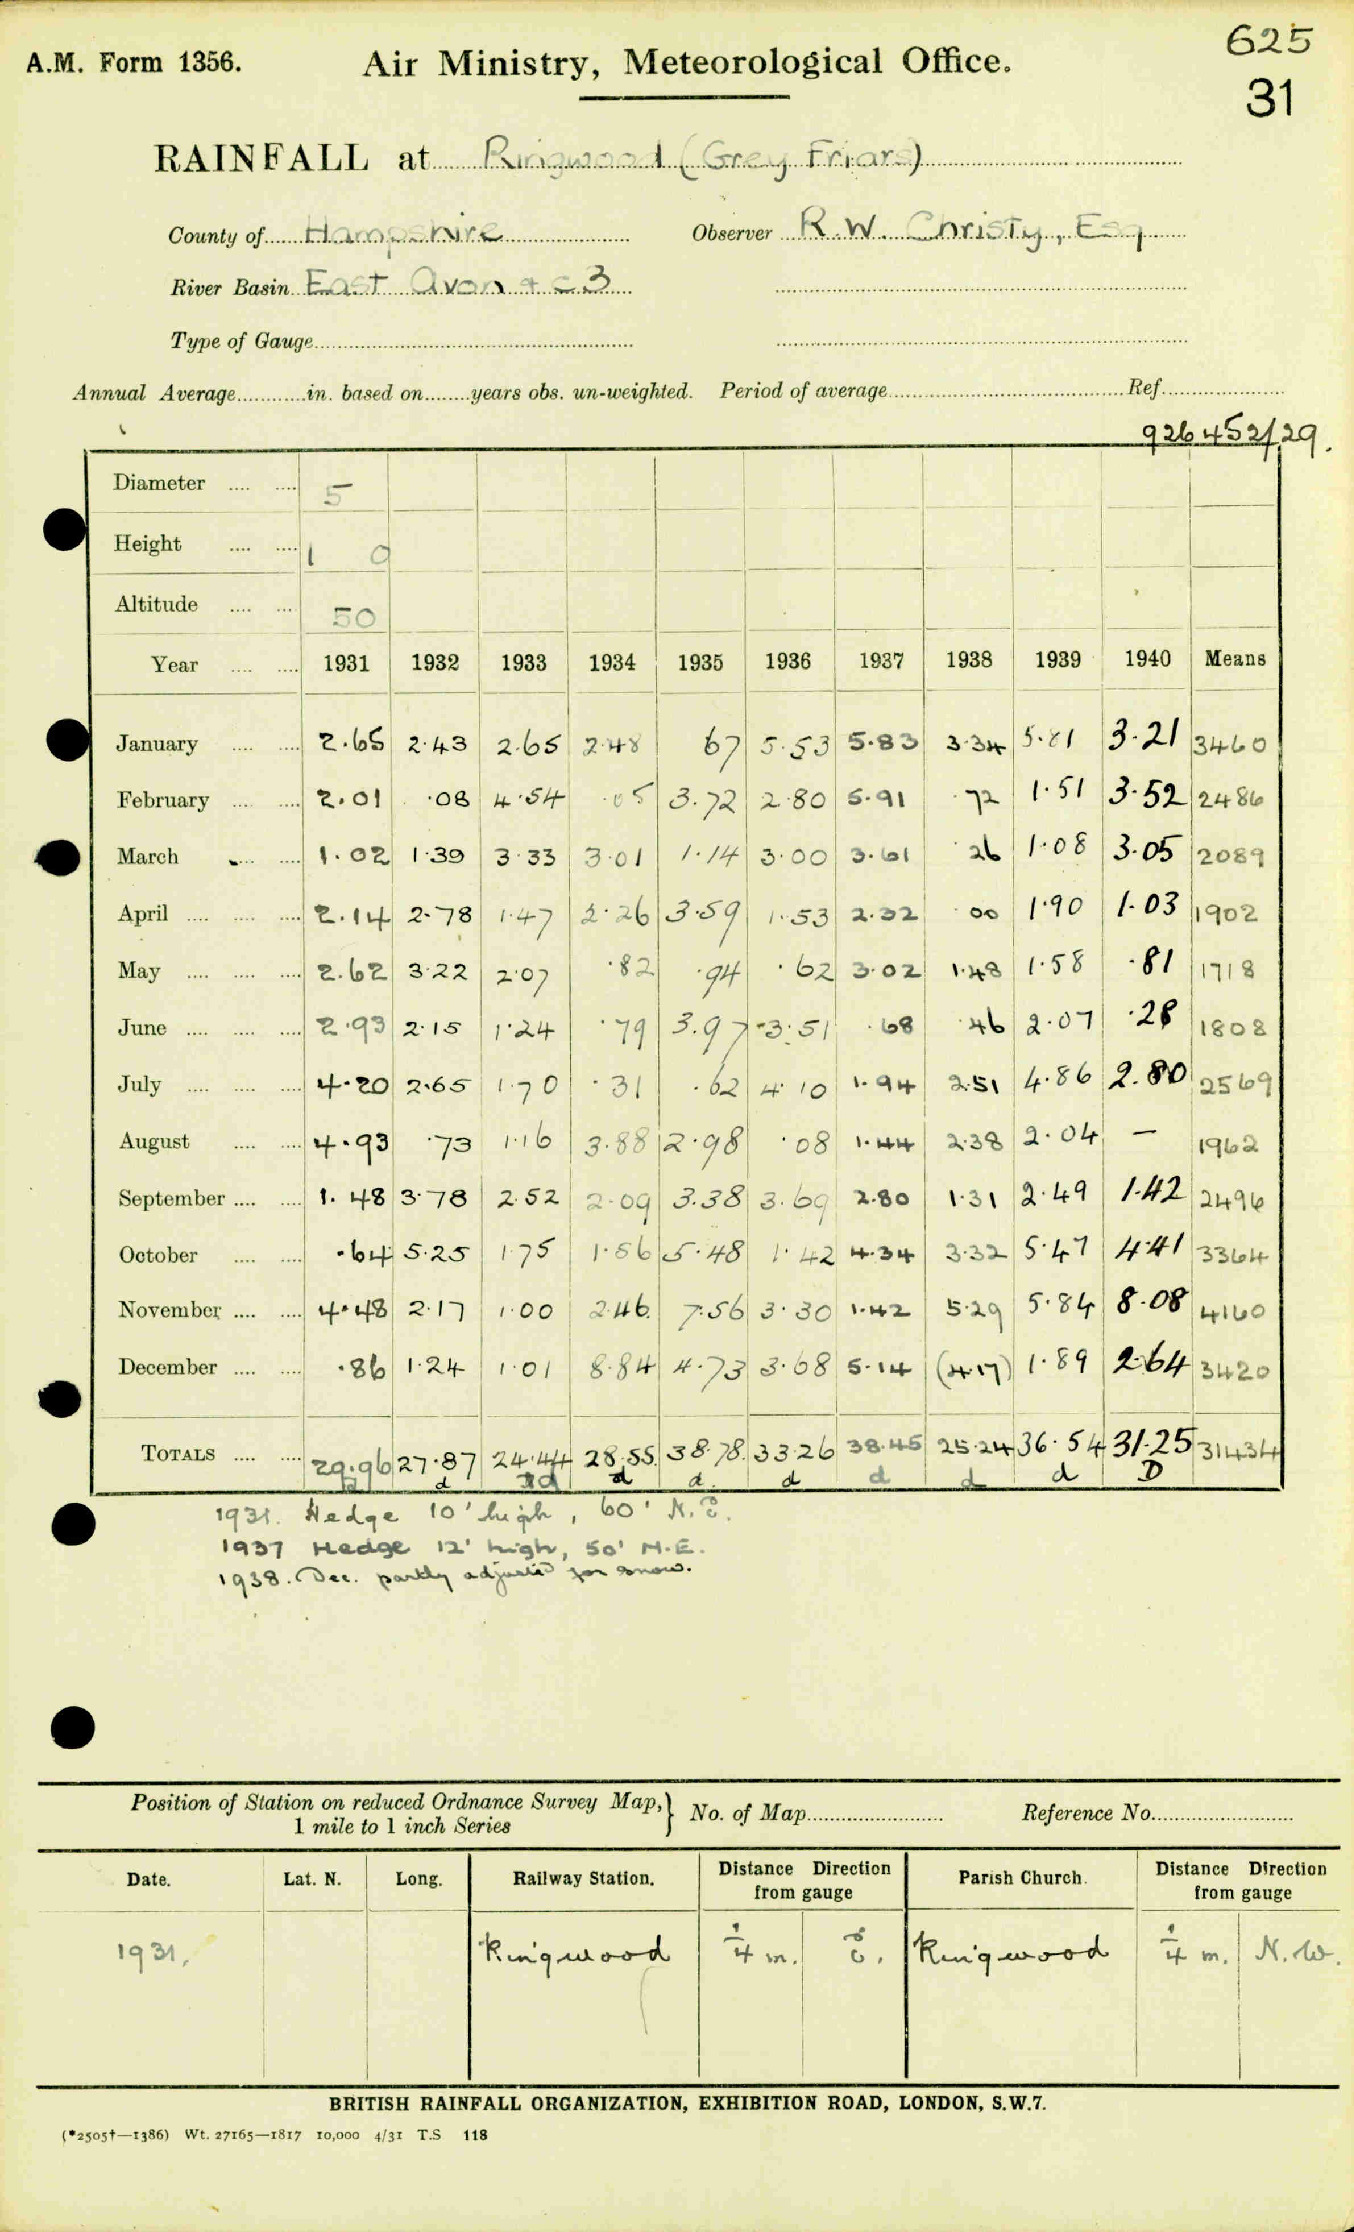 625
31
A.M. Form 1356.
Air Ministry, Meteorological Office.
RAINFALL at Ringwood (Grey Friars)
County of Hampshire Observer R.W. Christy, Esq
River Basin East Avon & c 3
Type of Gauge
Annual Average in. based on years obs. un-weighted. Period of average Ref.
926452/29.
Diameter 5
Height 1 0
Altitude 50
Year 1931 1932 1933 1934 1935 1936 1937 1938 1939 1940 Means
January 2.65 2.43 2.65 2.48 67 5.53 5.83 3.34 5.81 3.21 3460
February 2.01 .08 4.54 .05 3.72 2.80 5.91 .72 1.51 3.52 2486
March 1.02 1.39 3.33 3.01 1.14 3.00 3.61 26 1.08 3.05 2089
April 2.14 2.78 1.47 2.26 3.59 1.53 2.32 .00 1.90 1.03 1902
May 2.62 3.22 2.07 .82 .94 .62 3.02 1.48 1.58 .81 1718
June 2.93 2.15 1.24 .79 3.97 3.51 .68 .46 2.07 .28 1808
July 4.20 2.65 1.70 .31 .62 4.10 1.94 2.51 4.86 2.80 2569
August 4.93 .73 1.16 3.88 2.98 .08 1.44 2.38 2.04 — 1962
September 1.48 3.78 2.52 2.09 3.38 3.69 2.80 1.31 2.49 1.42 2496
October .64 5.25 1.75 1.56 5.48 1.42 4.34 3.32 5.47 4.41 3364
November 4.48 2.17 1.00 2.46 7.56 3.30 1.42 5.29 5.84 8.08 4160
December .86 1.24 1.01 8.84 4.73 3.68 5.14 (4.17) 1.89 2.64 3420
TOTALS 29.96 27.87 24.44 28.55 38.78 33.26 38.45 25.24 36.54 31.25 31434
d d d d d d d d D
1931. Hedge 10' high, 60' N.E.
1937 Hedge 12' high, 50' N.E.
1938. Dec. partly adjusted for snow.
Position of Station on reduced Ordnance Survey Map, 1 mile to 1 inch Series } No. of Map Reference No.
Date. Lat. N. Long. Railway Station. Distance Direction from gauge Parish Church. Distance Direction from gauge
1931. Ringwood 1/4 m. E. Ringwood 1/4 m. N.W.
BRITISH RAINFALL ORGANIZATION, EXHIBITION ROAD, LONDON, S.W.7.
(*2505†—1386) Wt. 27165—1817 10,000 4/31 T.S 118